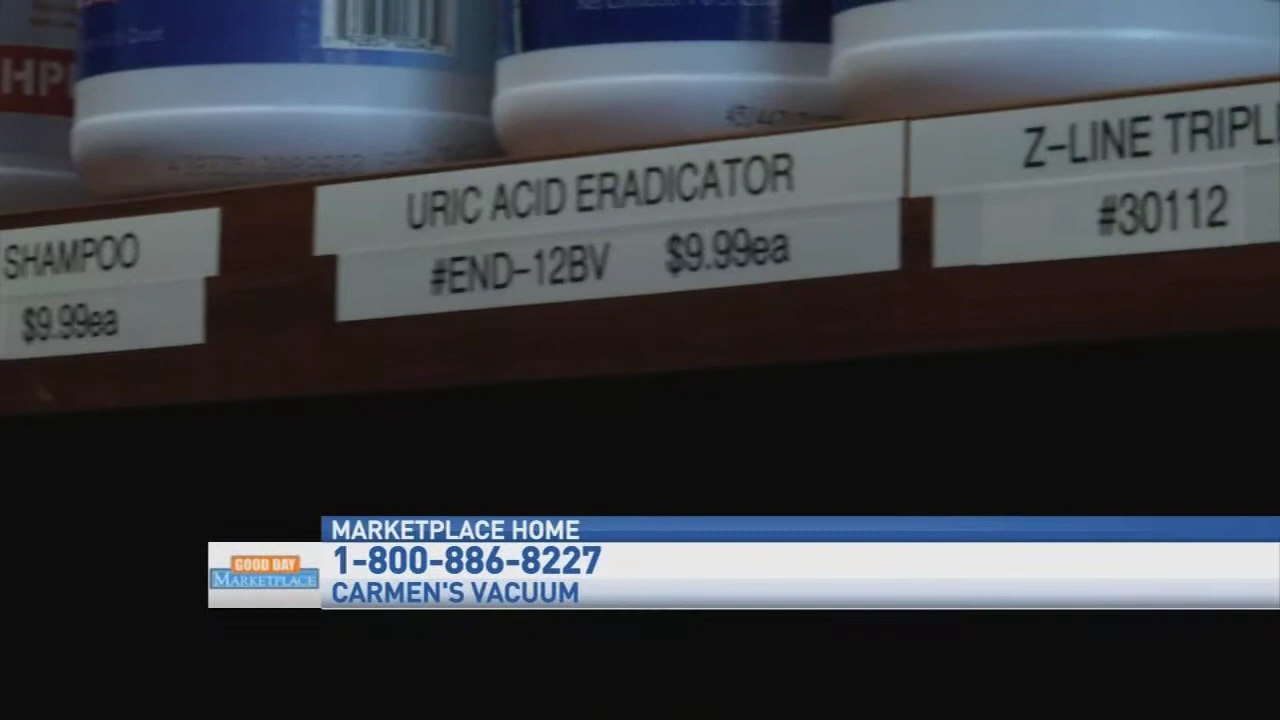 HP
SHAMPOO
$9.99ea
URIC ACID ERADICATOR
#END-12BV $9.99ea
Z-LINE TRIPL
#30112
MARKETPLACE HOME
1-800-886-8227
CARMEN'S VACUUM
GOOD DAY
MARKETPLACE